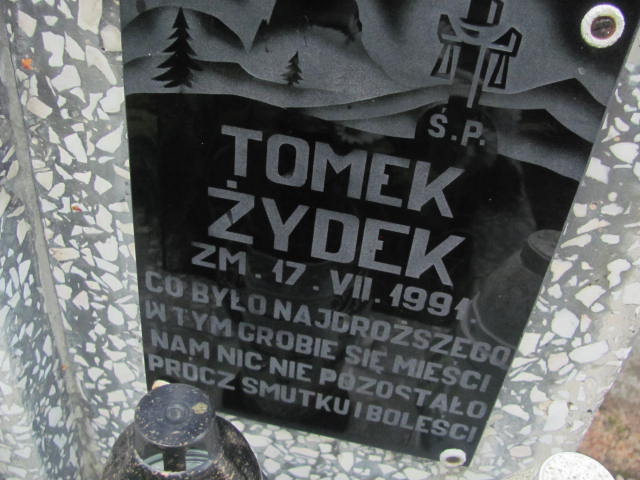 Ś.P.
TOMEK
ŻYDEK
ZM. 17. VII. 1991
CO BYŁO NAJDROŻSZEGO
W TYM GROBIE SIĘ MIEŚCI
NAM NIC NIE POZOSTAŁO
PRÓCZ SMUTKU I BOLEŚCI